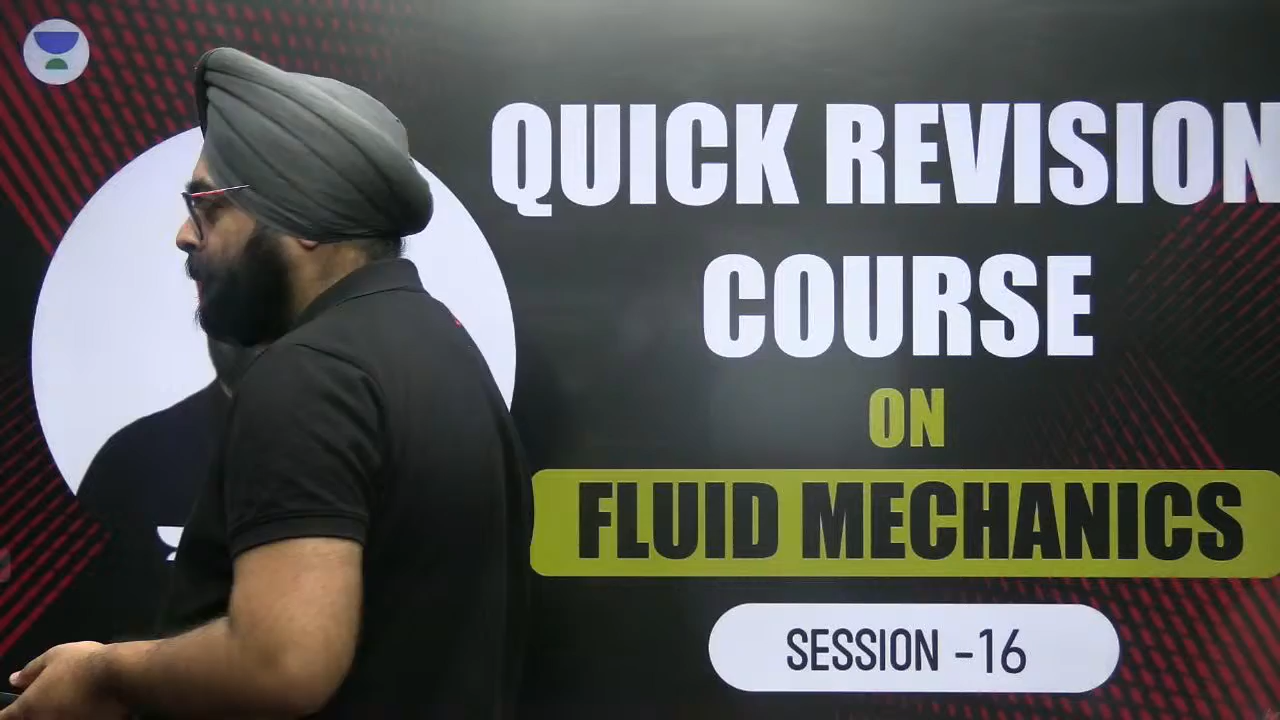 QUICK REVISION
COURSE
ON
FLUID MECHANICS
SESSION -16